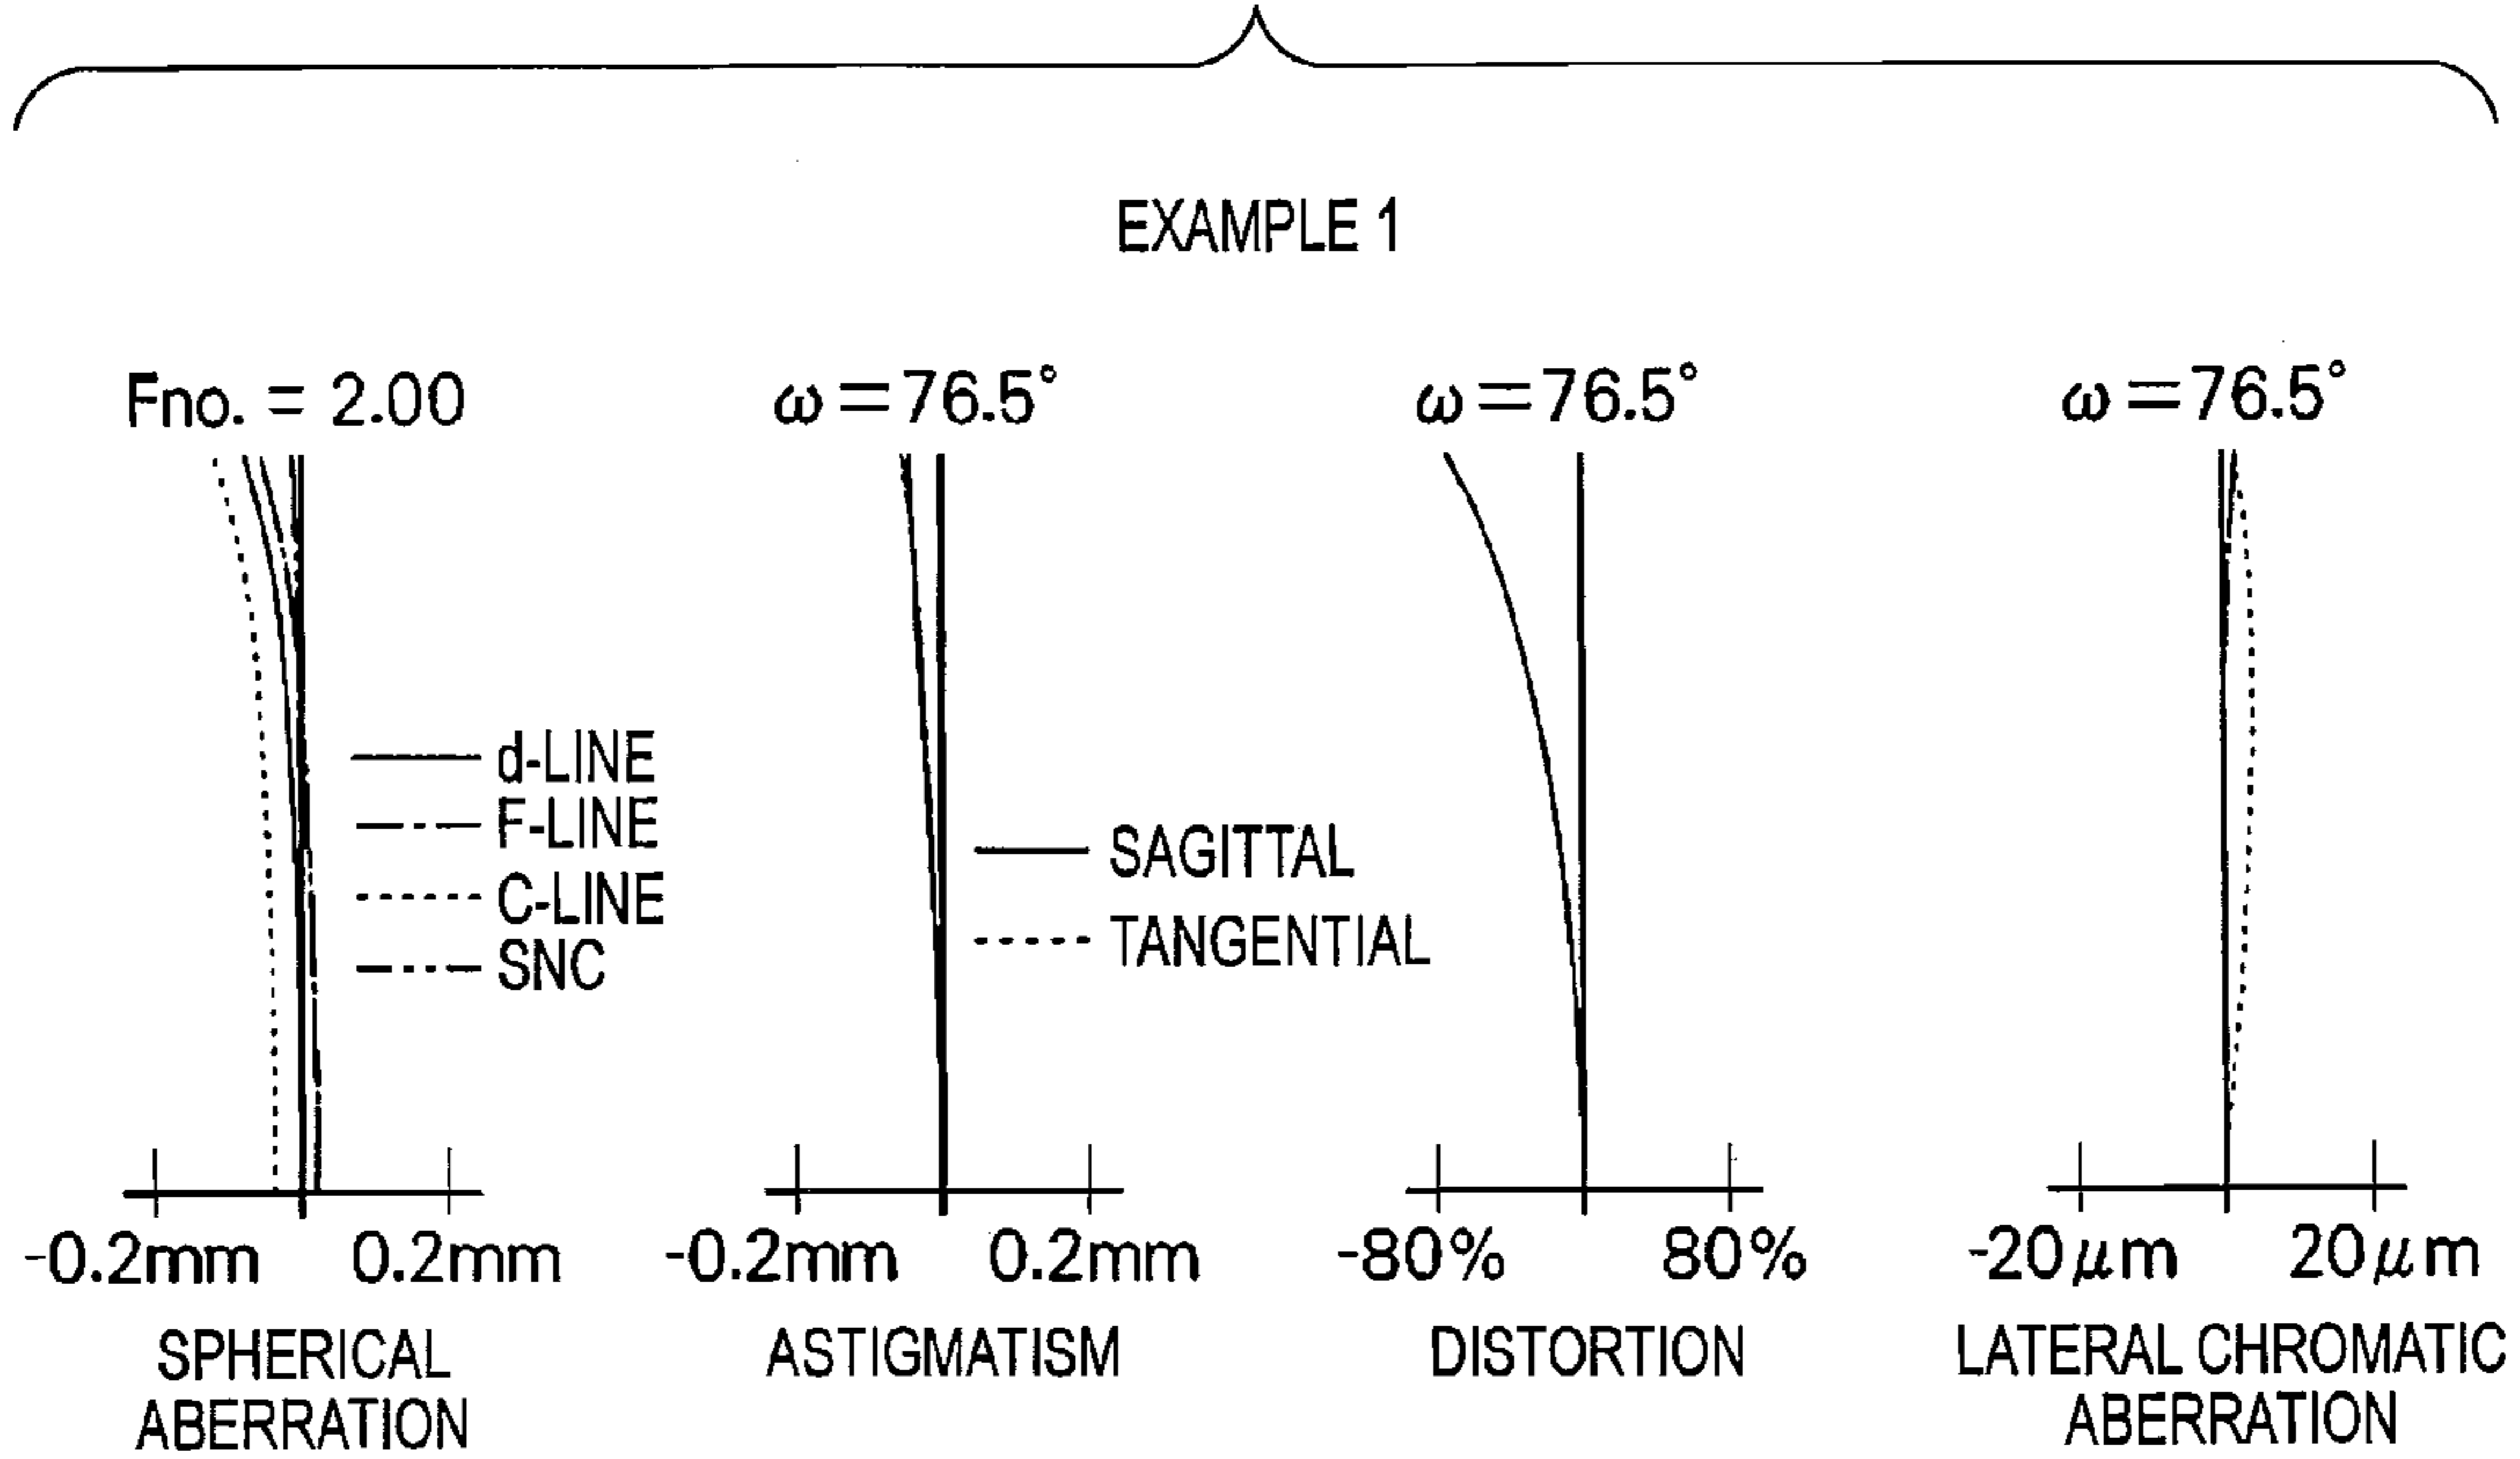 EXAMPLE 1
Fno. = 2.00
d-LINE
F-LINE
C-LINE
SNC
-0.2mm 0.2mm
SPHERICAL
ABERRATION
ω=76.5°
SAGITTAL
TANGENTIAL
-0.2mm 0.2mm
ASTIGMATISM
ω=76.5°
-80% 80%
DISTORTION
ω=76.5°
-20μm 20μm
LATERAL CHROMATIC
ABERRATION